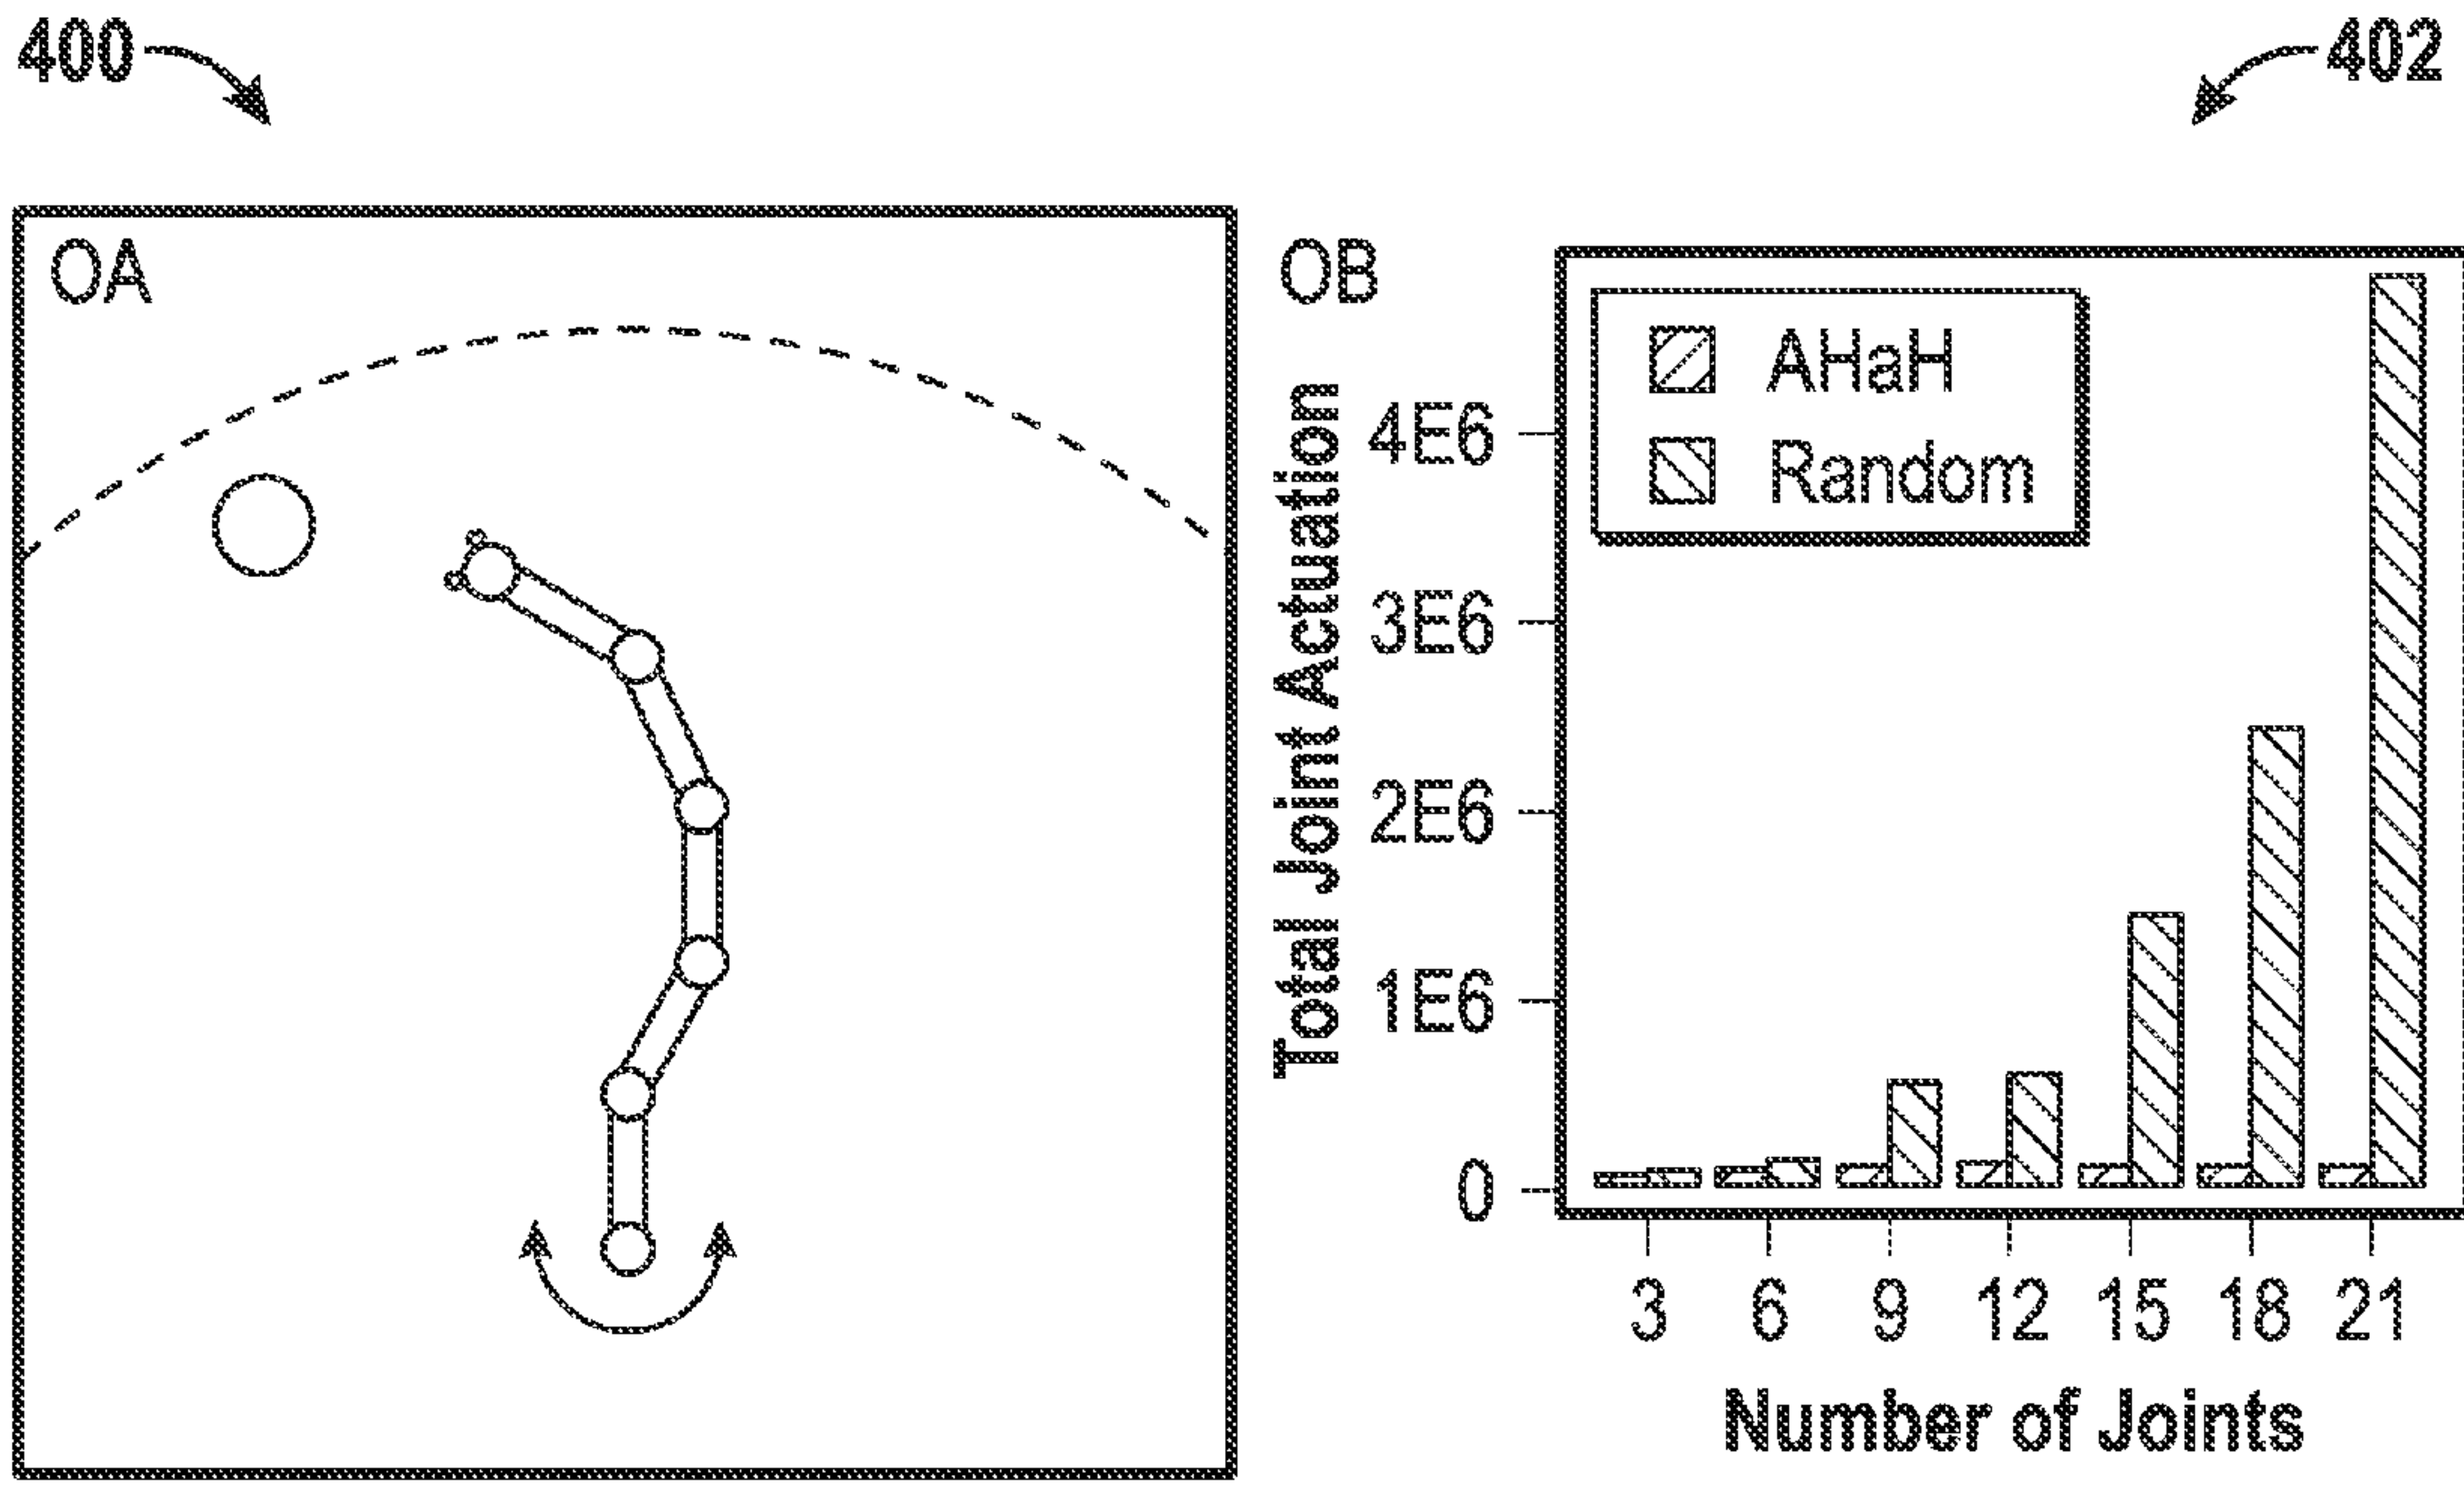 400
402
OA
OB
AHaH
Random
Total Joint Actuation
4E6
3E6
2E6
1E6
0
3 6 9 12 15 18 21
Number of Joints